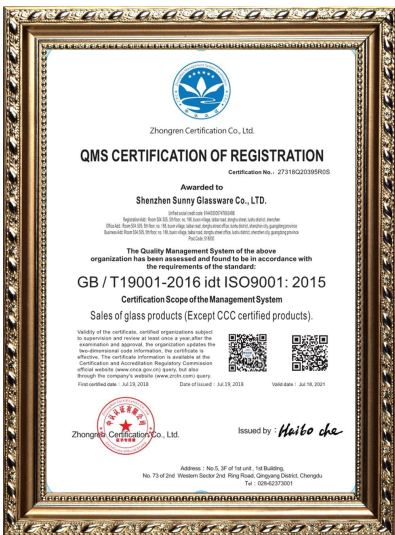 Zhongren Certification Co., Ltd.
QMS CERTIFICATION OF REGISTRATION
Certification No.: 27318Q20395R0S
Awarded to
Shenzhen Sunny Glassware Co., LTD.
The Quality Management System of the above
organization has been assessed and found to be in accordance with
the requirements of the standard:
GB / T19001-2016 idt ISO9001: 2015
Certification Scope of the Management System
Sales of glass products (Except CCC certified products).
Validity of the certificate, certified organizations subject
to supervision and review at least once a year, after the
examination and approval, the organization updates the
two-dimensional code information, the certificate is
effective. The certificate information is available at the
Certification and Accreditation Regulatory Commission
official website (www.cnca.gov.cn) query, but also
through the company's website (www.zrcln.com) query.
First certified date : Jul.19, 2018
Date of Issued : Jul.19, 2018
Valid date : Jul 18, 2021
Zhongren Certification Co., Ltd.
Issued by : Haibo che
Address : No.5, 3F of 1st unit , 1st Building,
No. 73 of 2nd Western Sector 2nd Ring Road, Qingyang District, Chengdu
Tel : 028-62373001